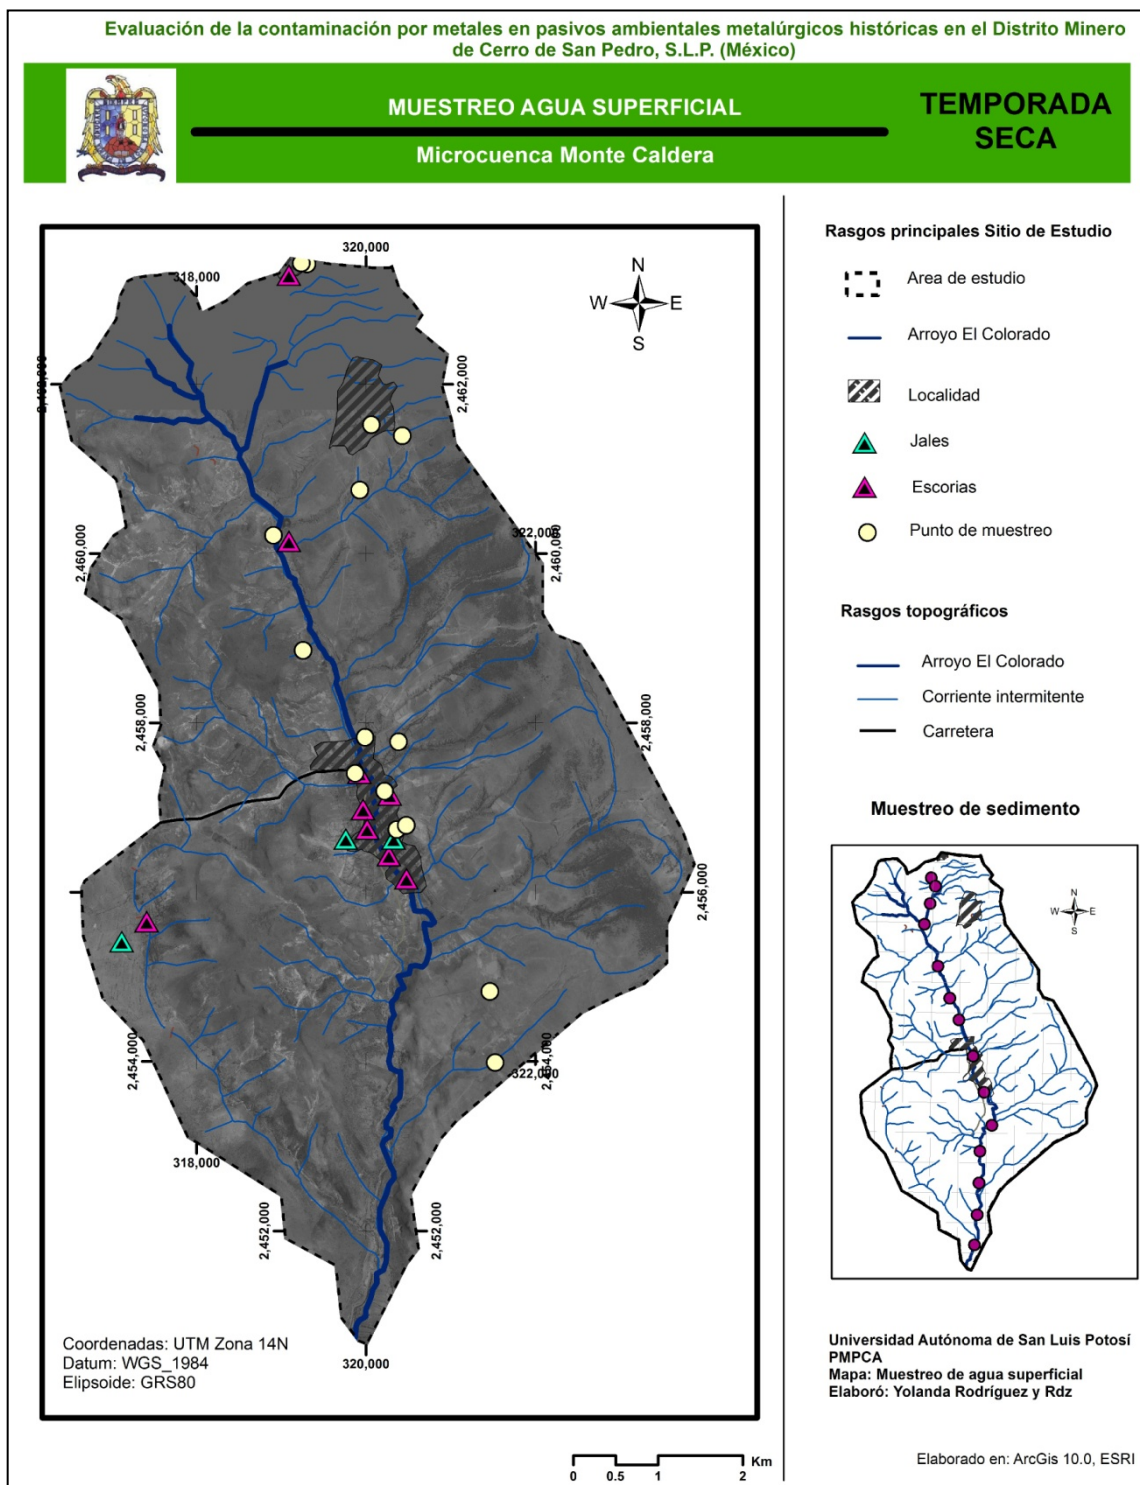 Evaluación de la contaminación por metales en pasivos ambientales metalúrgicos históricas en el Distrito Minero
de Cerro de San Pedro, S.L.P. (México)
MUESTREO AGUA SUPERFICIAL
Microcuenca Monte Caldera
TEMPORADA
SECA
320,000
318,000
N
W E
S
2,462,000
2,460,000
322,000
2,460,000
2,458,000
2,458,000
2,456,000
2,454,000
322,000
2,454,000
318,000
2,452,000
2,452,000
320,000
Coordenadas: UTM Zona 14N
Datum: WGS_1984
Elipsoide: GRS80
0 0.5 1 2 Km
Rasgos principales Sitio de Estudio
Area de estudio
Arroyo El Colorado
Localidad
Jales
Escorias
Punto de muestreo
Rasgos topográficos
Arroyo El Colorado
Corriente intermitente
Carretera
Muestreo de sedimento
N
W E
S
Universidad Autónoma de San Luis Potosí
PMPCA
Mapa: Muestreo de agua superficial
Elaboró: Yolanda Rodríguez y Rdz
Elaborado en: ArcGis 10.0, ESRI